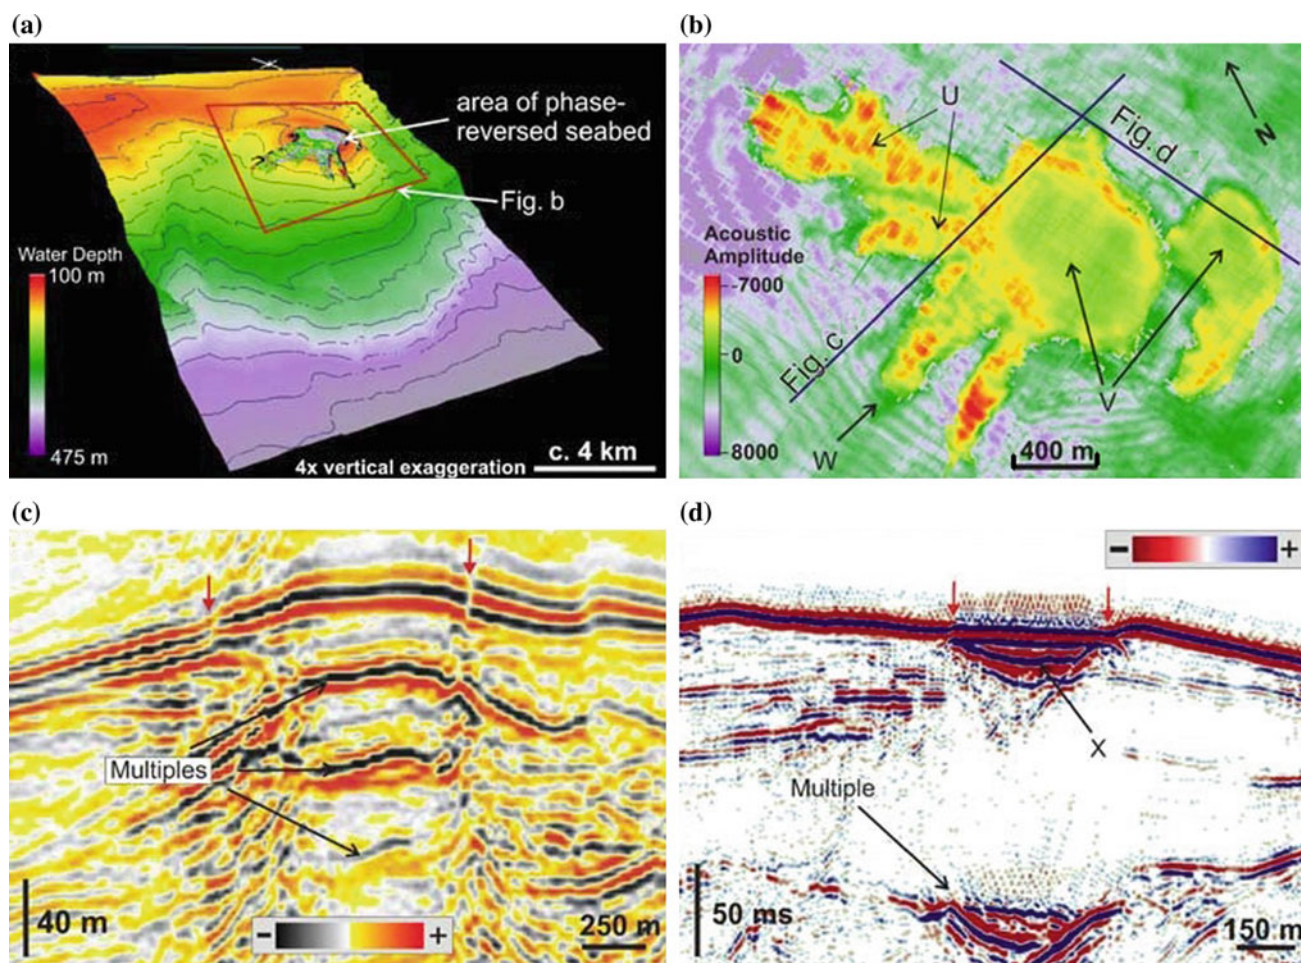 (a)
area of phase-
reversed seabed
Fig. b
Water Depth
100 m
475 m
c. 4 km
4x vertical exaggeration
(b)
U
N
Fig. d
Acoustic
Amplitude
-7000
0
8000
Fig. c
V
W
400 m
(c)
Multiples
40 m
- +
250 m
(d)
- +
X
Multiple
50 ms
150 m